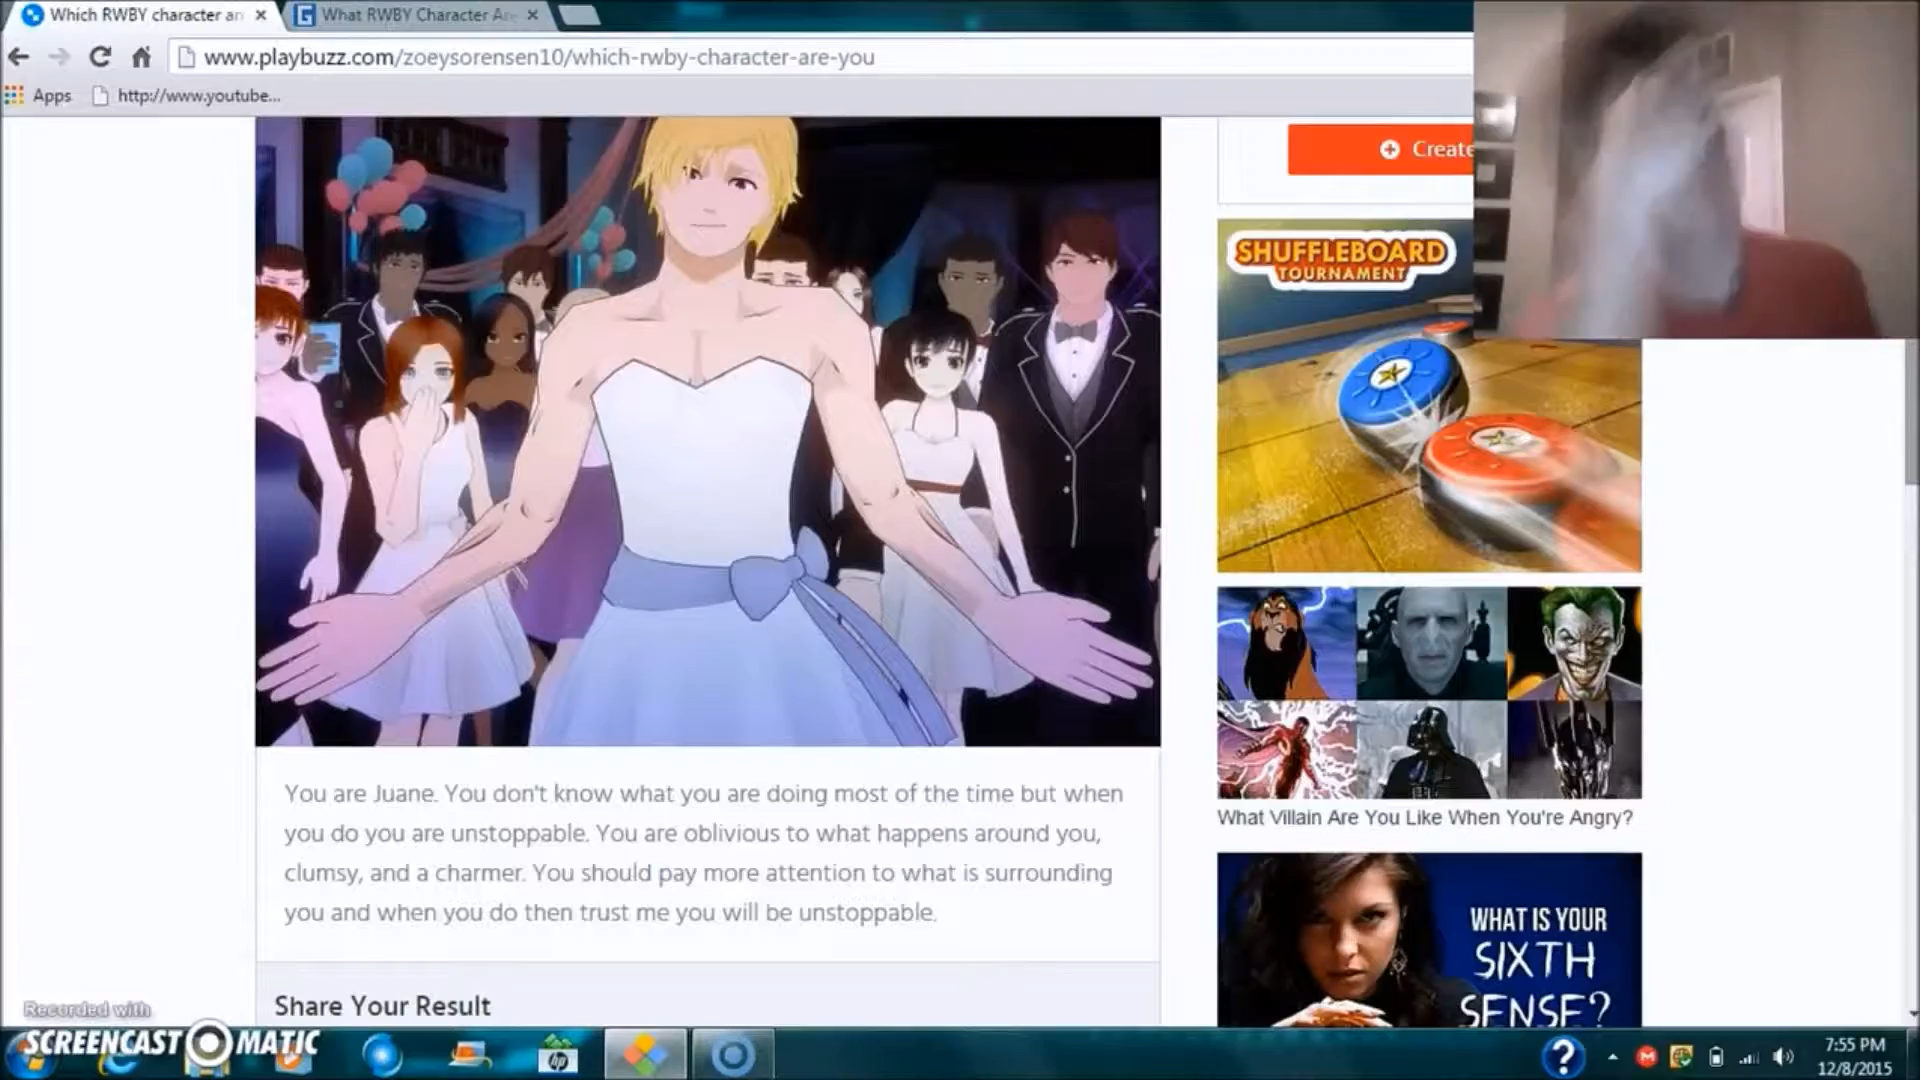 Which RWBY character an
What RWBY Character Are
www.playbuzz.com/zoeysorensen10/which-rwby-character-are-you
Apps
http://www.youtube...
Create
SHUFFLEBOARD
TOURNAMENT
You are Juane. You don't know what you are doing most of the time but when
you do you are unstoppable. You are oblivious to what happens around you,
clumsy, and a charmer. You should pay more attention to what is surrounding
you and when you do then trust me you will be unstoppable.
Share Your Result
What Villain Are You Like When You're Angry?
WHAT IS YOUR
SIXTH
SENSE?
Recorded with
SCREENCAST MATIC
hp
7:55 PM
12/8/2015